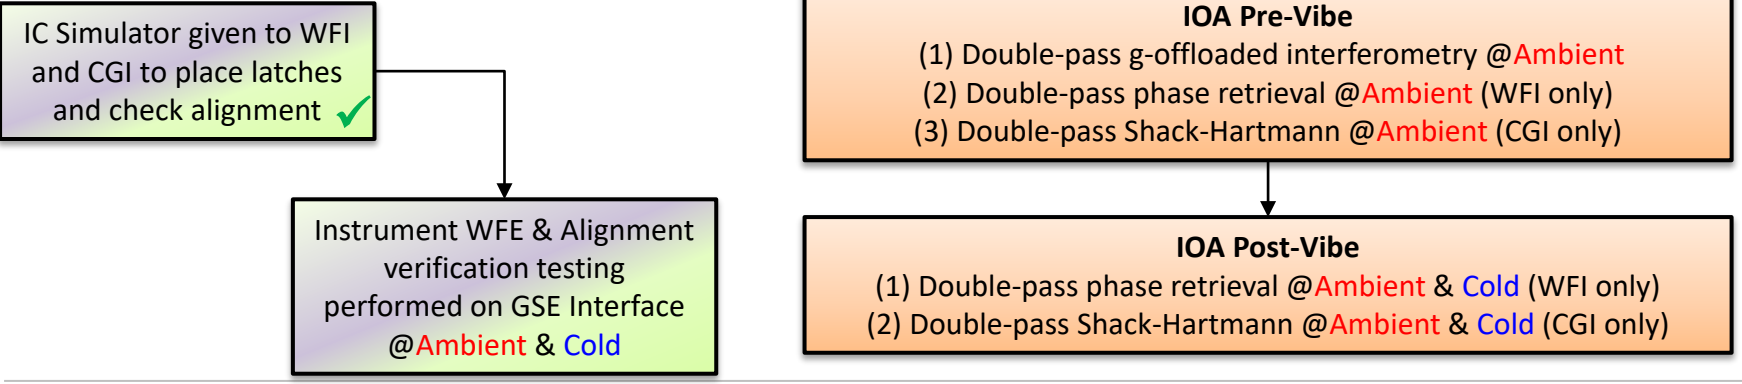 IC Simulator given to WFI
and CGI to place latches
and check alignment ✓
Instrument WFE & Alignment
verification testing
performed on GSE Interface
@Ambient & Cold
IOA Pre-Vibe
(1) Double-pass g-offloaded interferometry @Ambient
(2) Double-pass phase retrieval @Ambient (WFI only)
(3) Double-pass Shack-Hartmann @Ambient (CGI only)
IOA Post-Vibe
(1) Double-pass phase retrieval @Ambient & Cold (WFI only)
(2) Double-pass Shack-Hartmann @Ambient & Cold (CGI only)